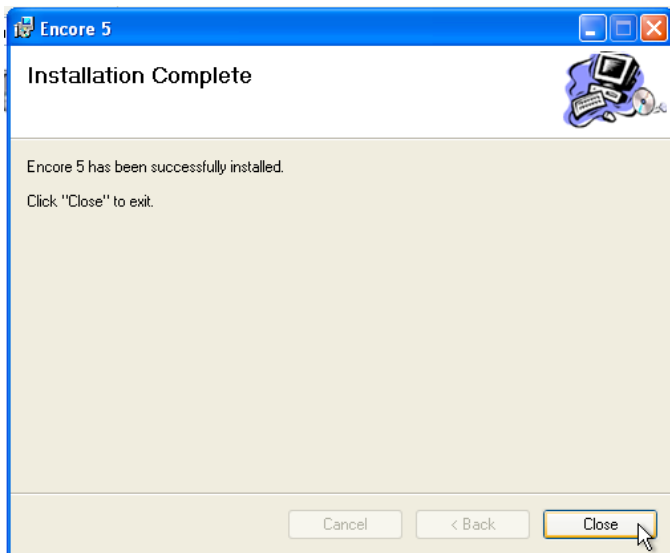 Encore 5
Installation Complete
Encore 5 has been successfully installed.
Click "Close" to exit.
Cancel
< Back
Close